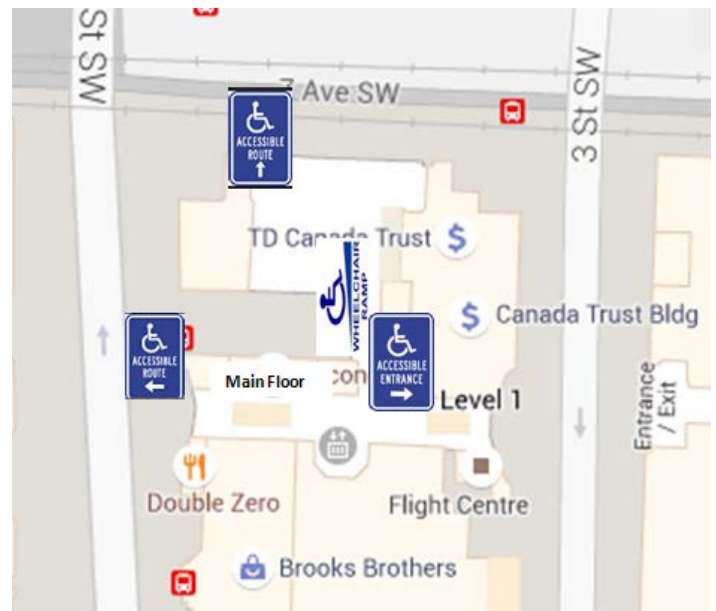 St SW
7 Ave SW
3 St SW
ACCESSIBLE
ROUTE
TD Canada Trust
$
WHEELCHAIR
RAMP
$
Canada Trust Bldg
ACCESSIBLE
ROUTE
Main Floor
ACCESSIBLE
ENTRANCE
Level 1
Entrance
/ Exit
Double Zero
Flight Centre
Brooks Brothers